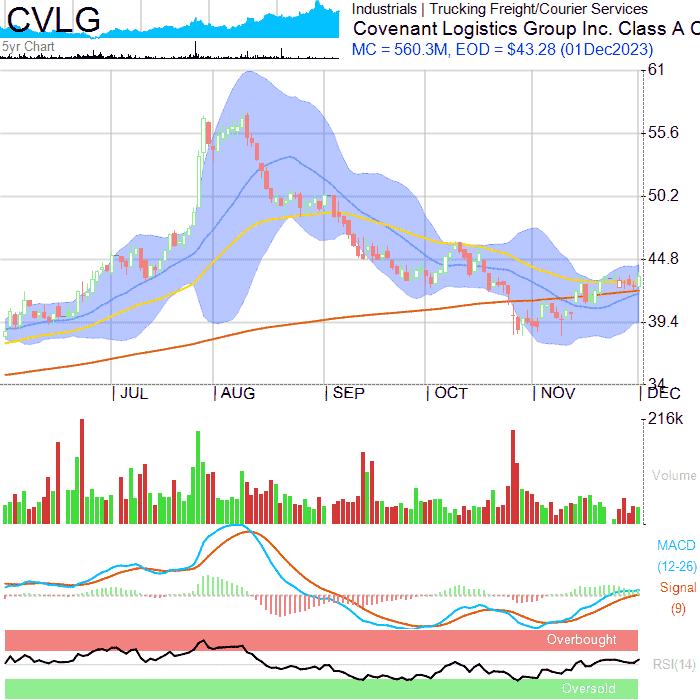 CVLG
5yr Chart
Industrials | Trucking Freight/Courier Services
Covenant Logistics Group Inc. Class A C
MC = 560.3M, EOD = $43.28 (01Dec2023)
61
55.6
50.2
44.8
39.4
34
JUL AUG SEP OCT NOV DEC
216k
Volume
MACD
(12-26)
Signal
(9)
Overbought
RSI(14)
Oversold